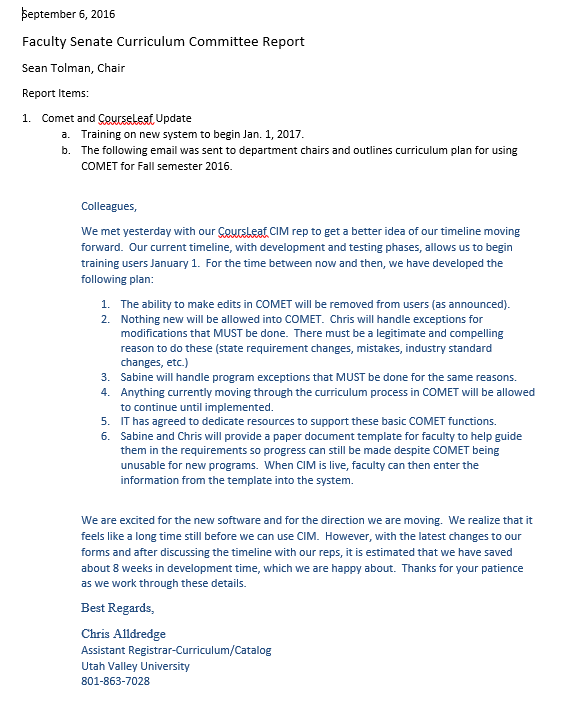 September 6, 2016
Faculty Senate Curriculum Committee Report
Sean Tolman, Chair
Report Items:
1. Comet and CourseLeaf Update
a. Training on new system to begin Jan. 1, 2017.
b. The following email was sent to department chairs and outlines curriculum plan for using
COMET for Fall semester 2016.
Colleagues,
We met yesterday with our CoursLeaf CIM rep to get a better idea of our timeline moving
forward. Our current timeline, with development and testing phases, allows us to begin
training users January 1. For the time between now and then, we have developed the
following plan:
1. The ability to make edits in COMET will be removed from users (as announced).
2. Nothing new will be allowed into COMET. Chris will handle exceptions for
modifications that MUST be done. There must be a legitimate and compelling
reason to do these (state requirement changes, mistakes, industry standard
changes, etc.)
3. Sabine will handle program exceptions that MUST be done for the same reasons.
4. Anything currently moving through the curriculum process in COMET will be allowed
to continue until implemented.
5. IT has agreed to dedicate resources to support these basic COMET functions.
6. Sabine and Chris will provide a paper document template for faculty to help guide
them in the requirements so progress can still be made despite COMET being
unusable for new programs. When CIM is live, faculty can then enter the
information from the template into the system.
We are excited for the new software and for the direction we are moving. We realize that it
feels like a long time still before we can use CIM. However, with the latest changes to our
forms and after discussing the timeline with our reps, it is estimated that we have saved
about 8 weeks in development time, which we are happy about. Thanks for your patience
as we work through these details.
Best Regards,
Chris Alldredge
Assistant Registrar-Curriculum/Catalog
Utah Valley University
801-863-7028